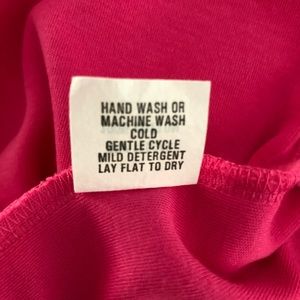 HAND WASH OR
MACHINE WASH
COLD
GENTLE CYCLE
MILD DETERGENT
LAY FLAT TO DRY